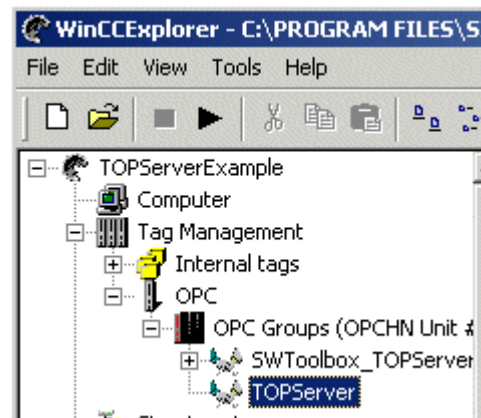 WinCCExplorer - C:\PROGRAM FILES\S
File Edit View Tools Help
TOPServerExample
Computer
Tag Management
Internal tags
OPC
OPC Groups (OPCHN Unit #
SWToolbox_TOPServer
TOPServer